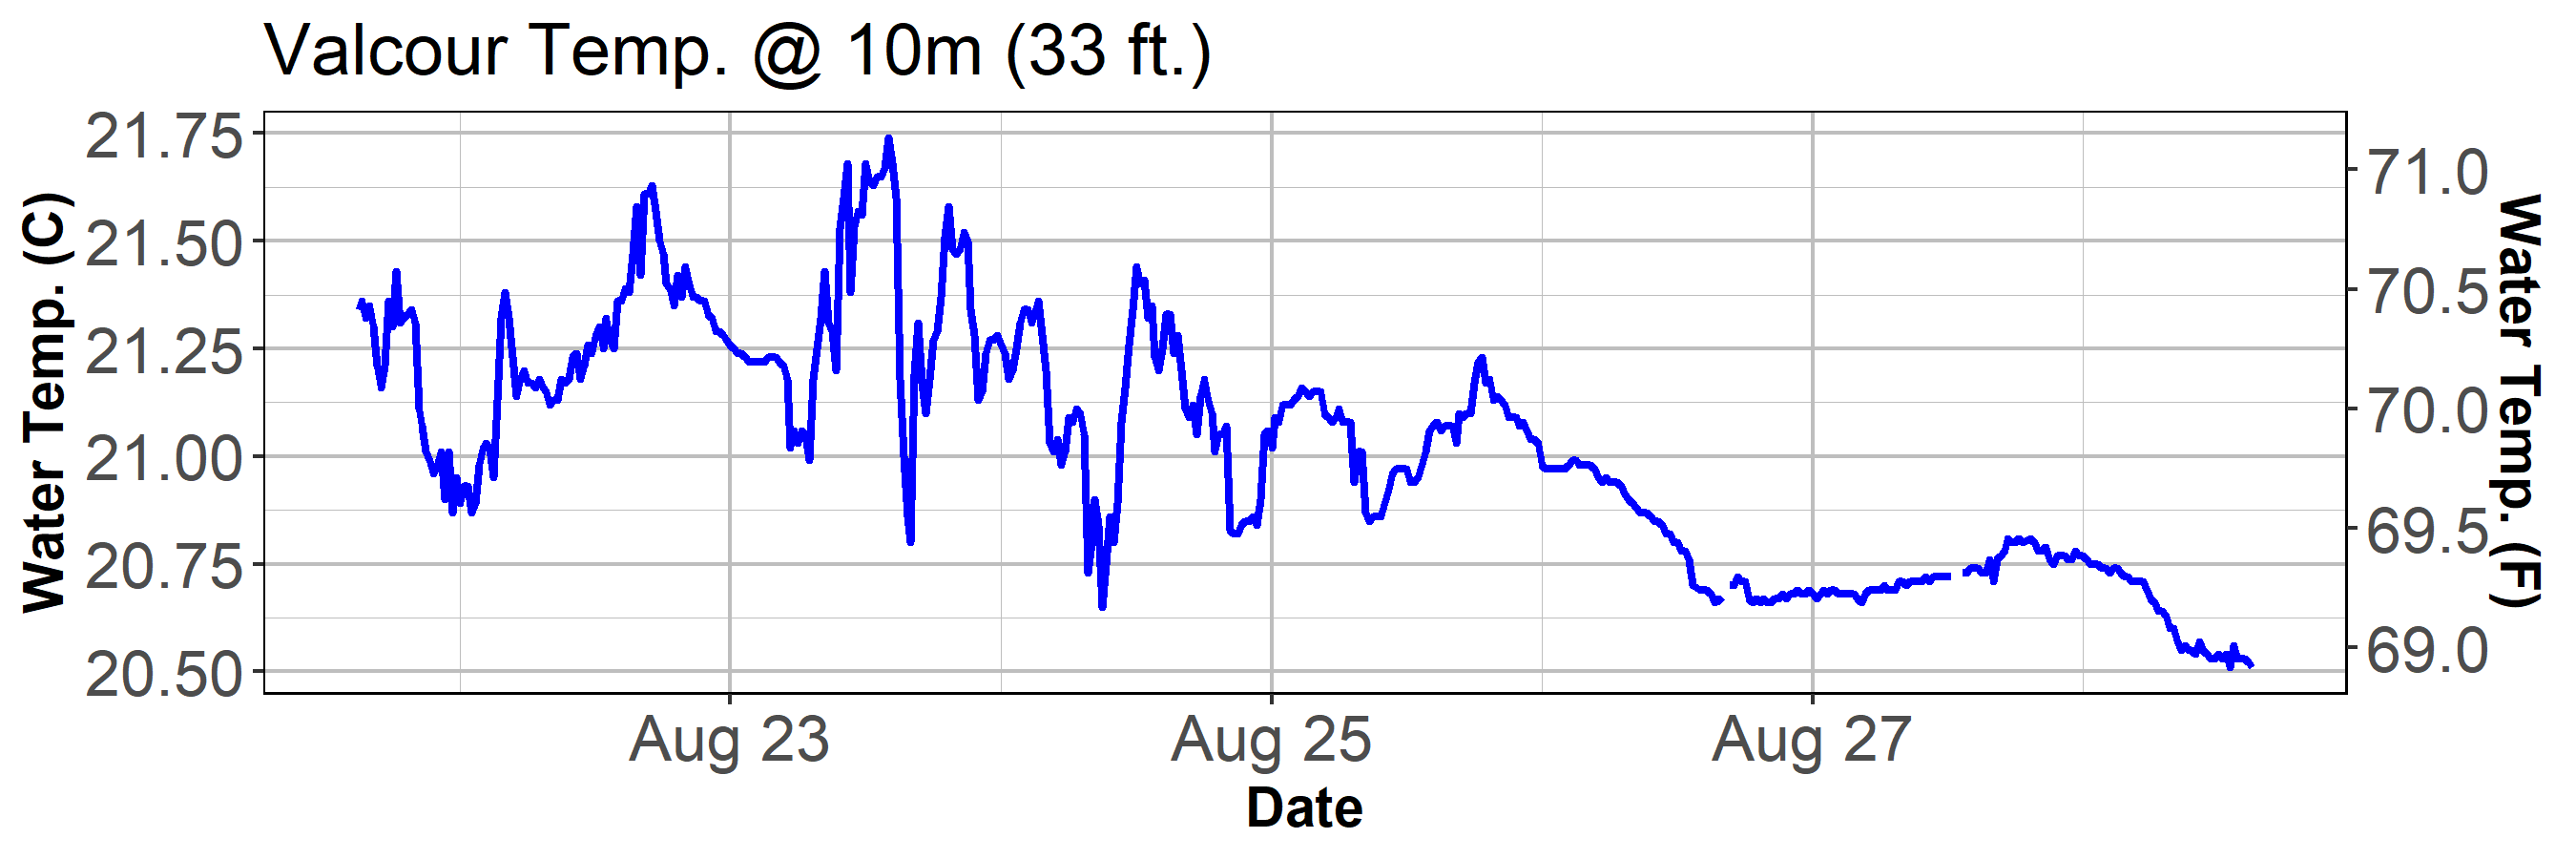 Valcour Temp. @ 10m (33 ft.)
Water Temp. (C)
21.75
21.50
21.25
21.00
20.75
20.50
71.0
70.5
70.0
69.5
69.0
Water Temp. (F)
Aug 23
Aug 25
Aug 27
Date